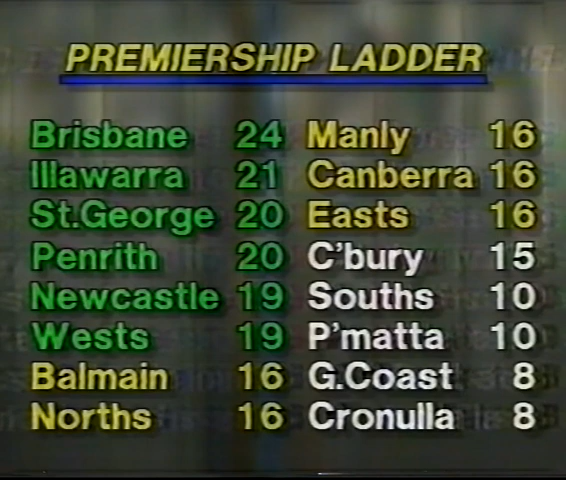 PREMIERSHIP LADDER
Brisbane 24 Manly 16
Illawarra 21 Canberra 16
St.George 20 Easts 16
Penrith 20 C'bury 15
Newcastle 19 Souths 10
Wests 19 P'matta 10
Balmain 16 G.Coast 8
Norths 16 Cronulla 8